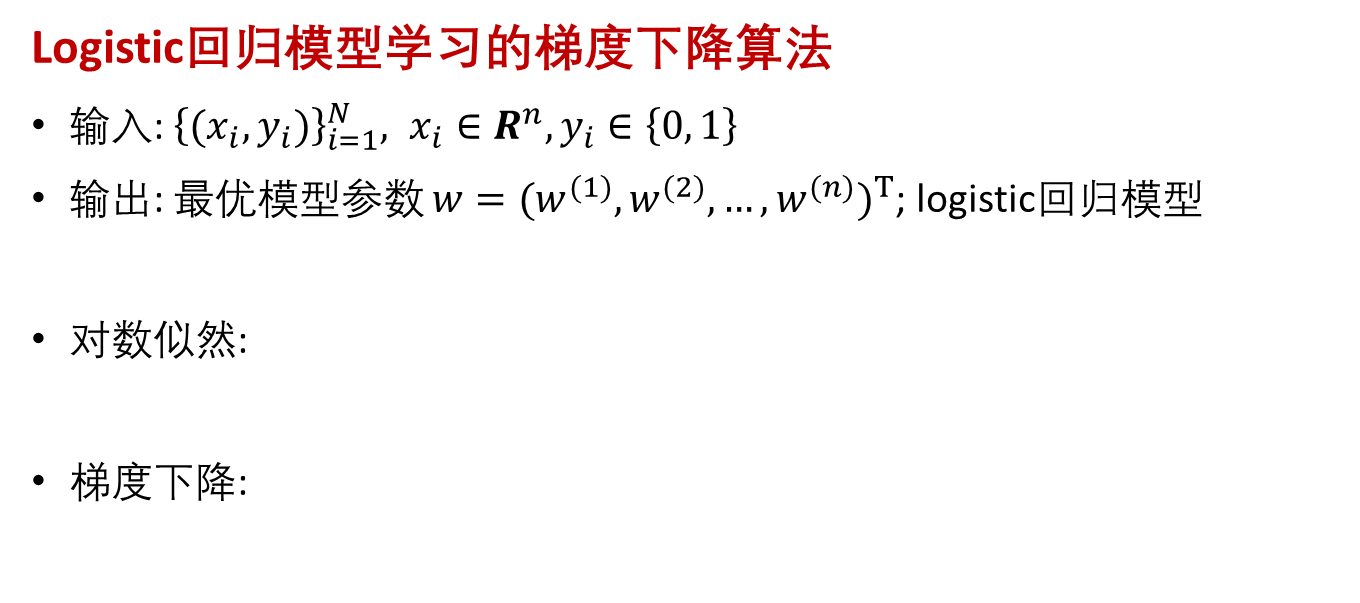 Logistic回归模型学习的梯度下降算法
• 输入: {(xᵢ, yᵢ)}ᵢ₌₁ᴺ, xᵢ ∈ 𝑹ⁿ, yᵢ ∈ {0, 1}
• 输出: 最优模型参数 w = (w⁽¹⁾, w⁽²⁾, … , w⁽ⁿ⁾)ᵀ; logistic回归模型
• 对数似然:
• 梯度下降: